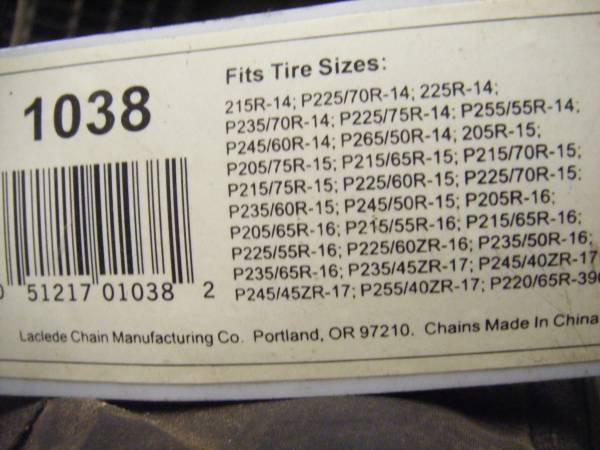 Fits Tire Sizes:
1038
215R-14; P225/70R-14; 225R-14;
P235/70R-14; P225/75R-14; P255/55R-14;
P245/60R-14; P265/50R-14; 205R-15;
P205/75R-15; P215/65R-15; P215/70R-15;
P215/75R-15; P225/60R-15; P225/70R-15;
P235/60R-15; P245/50R-15; P205R-16;
P205/65R-16; P215/55R-16; P215/65R-16;
P225/55R-16; P225/60ZR-16; P235/50R-16;
P235/65R-16; P235/45ZR-17; P245/40ZR-17
P245/45ZR-17; P255/40ZR-17; P220/65R-390
0 51217 01038 2
Laclede Chain Manufacturing Co. Portland, OR 97210. Chains Made In China